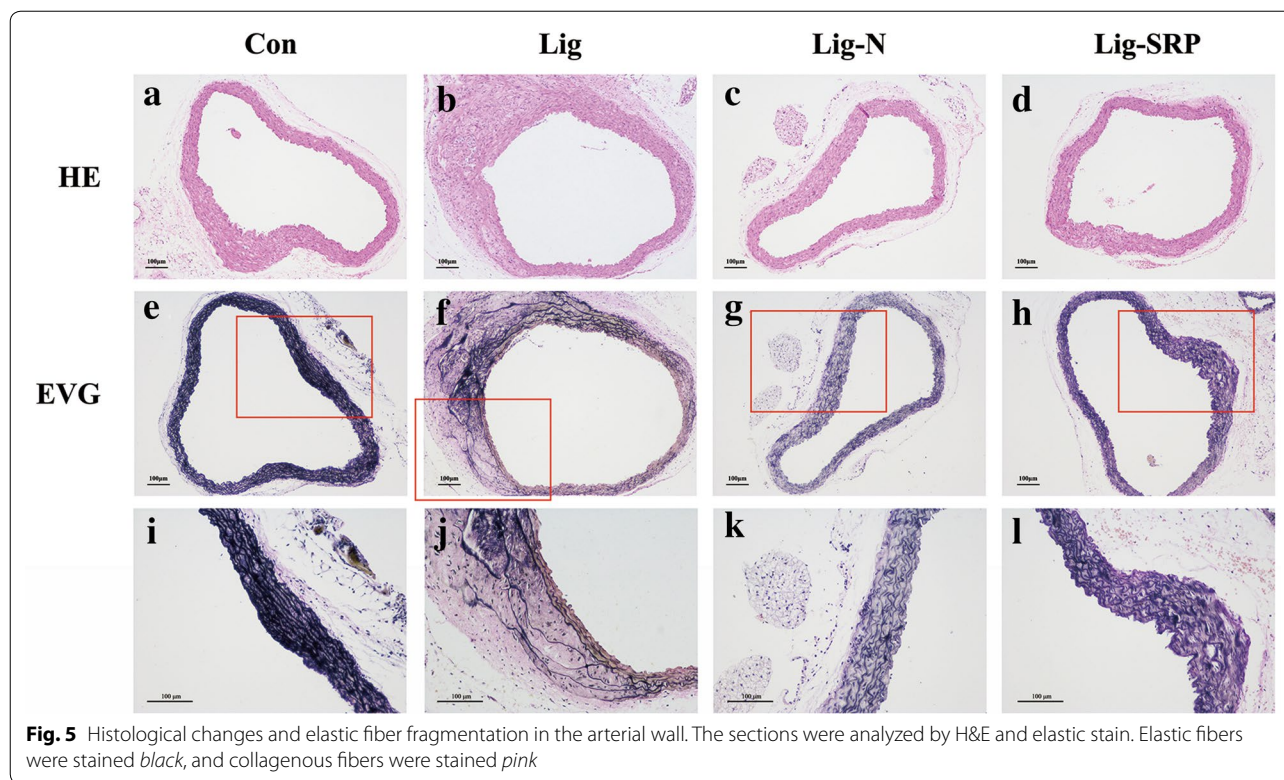 Con Lig Lig-N Lig-SRP
HE
a b c d
100μm 100μm 100μm 100μm
EVG
e f g h
100μm 100μm 100μm 100μm
i j k l
100 μm 100 μm 100 μm 100 μm
Fig. 5 Histological changes and elastic fiber fragmentation in the arterial wall. The sections were analyzed by H&E and elastic stain. Elastic fibers
were stained black, and collagenous fibers were stained pink